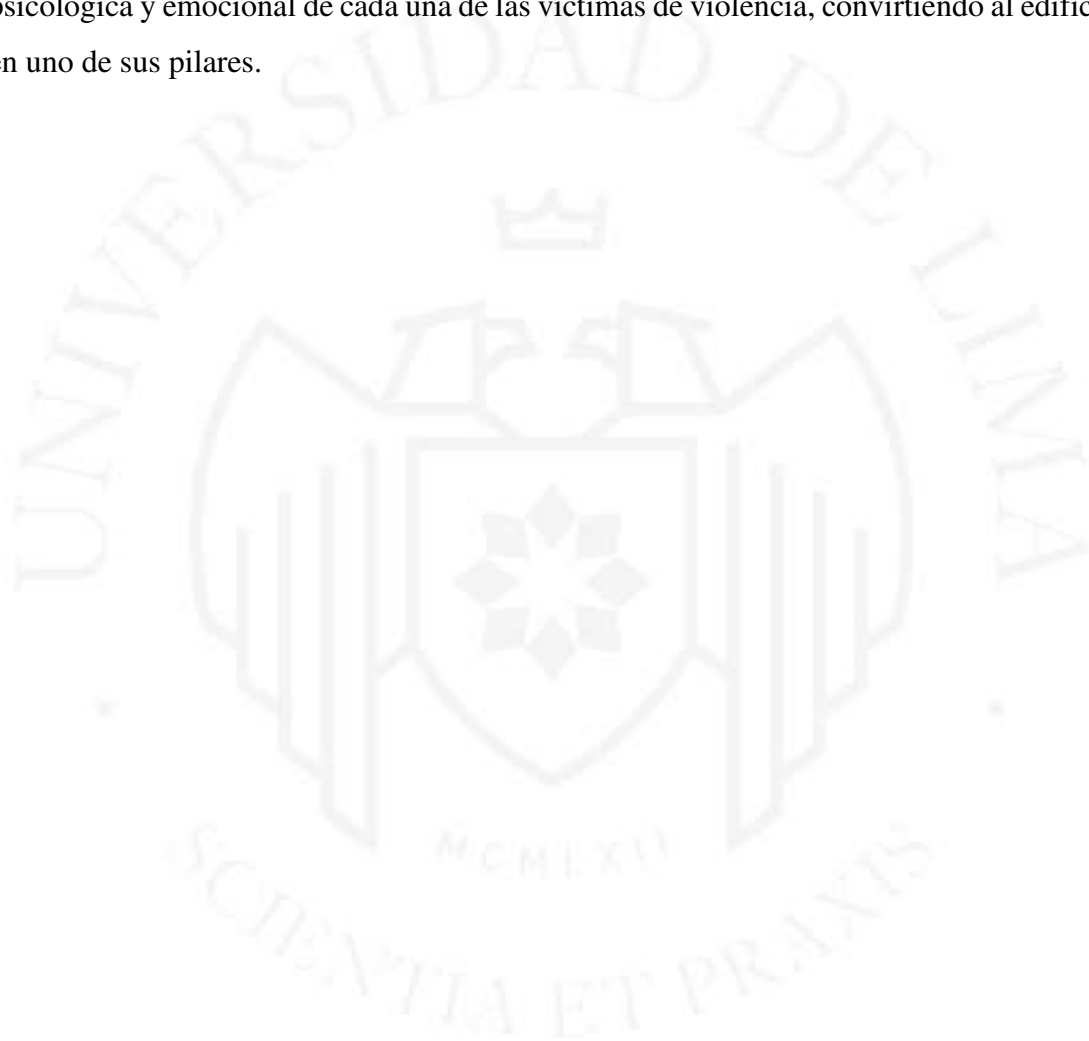 psicológica y emocional de cada una de las víctimas de violencia, convirtiendo al edific
en uno de sus pilares.
UNIVERSIDAD DE LIMA
MCMLXII
SCIENTIA ET PRAXIS